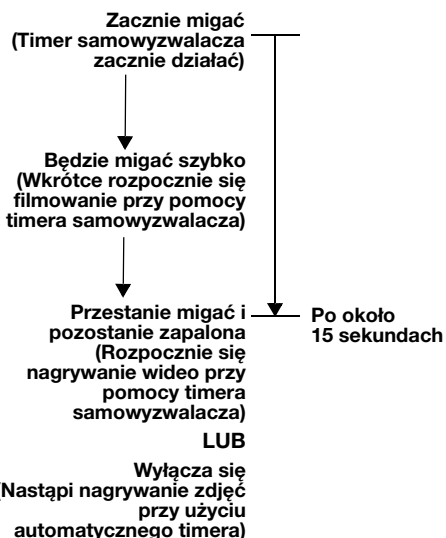 Zacznie migać
(Timer samowyzwalacza
zacznie działać)
Będzie migać szybko
(Wkrótce rozpocznie się
filmowanie przy pomocy
timera samowyzwalacza)
Przestanie migać i
pozostanie zapalona
(Rozpocznie się
nagrywanie wideo przy
pomocy timera
samowyzwalacza)
Po około
15 sekundach
LUB
Wyłącza się
(Nastąpi nagrywanie zdjęć
przy użyciu
automatycznego timera)